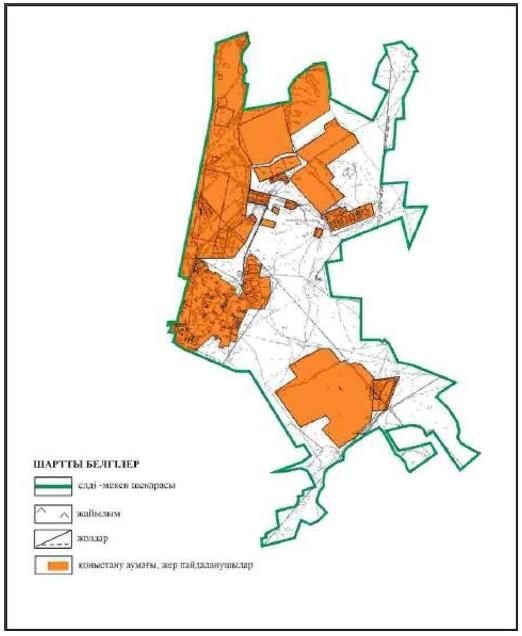 ШАРТТЫ БЕЛГІЛЕР
елді -мекен шекарасы
жайылым
жолдар
қоныстану аумағы, жер пайдаланушылар